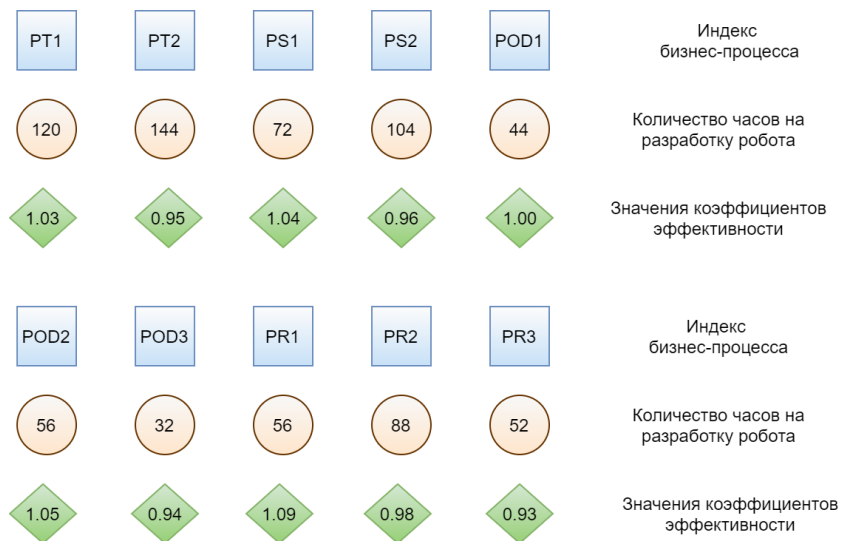 PT1 PT2 PS1 PS2 POD1 Индекс
бизнес-процесса
120 144 72 104 44 Количество часов на
разработку робота
1.03 0.95 1.04 0.96 1.00 Значения коэффициентов
эффективности
POD2 POD3 PR1 PR2 PR3 Индекс
бизнес-процесса
56 32 56 88 52 Количество часов на
разработку робота
1.05 0.94 1.09 0.98 0.93 Значения коэффициентов
эффективности